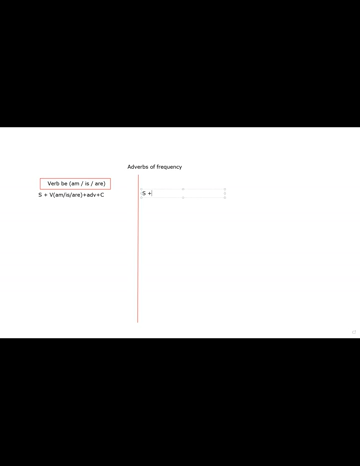 Adverbs of frequency
Verb be (am / is / are)
S + V(am/is/are)+adv+C
S +